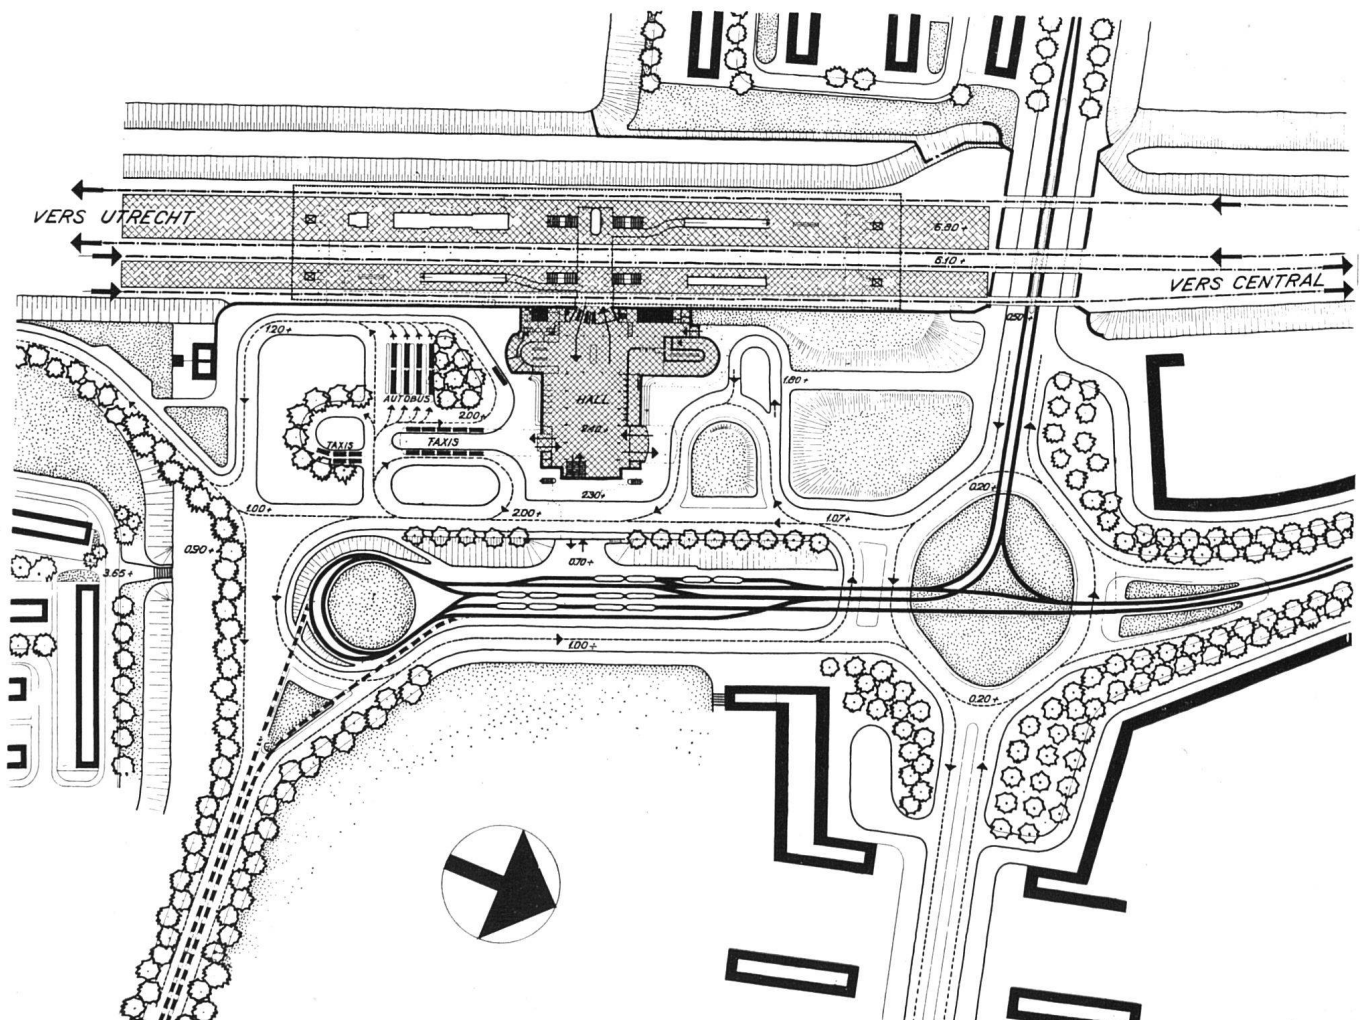 VERS UTRECHT
6.80+
6.10+
VERS CENTRAL
0.50+
1.20+
1.80+
AUTOBUS
HALL
2.00+
TAXIS
TAXIS
2.40+
0.20+
2.30+
1.00+
2.00+
1.07+
0.90+
0.70+
3.65+
1.00+
0.20+